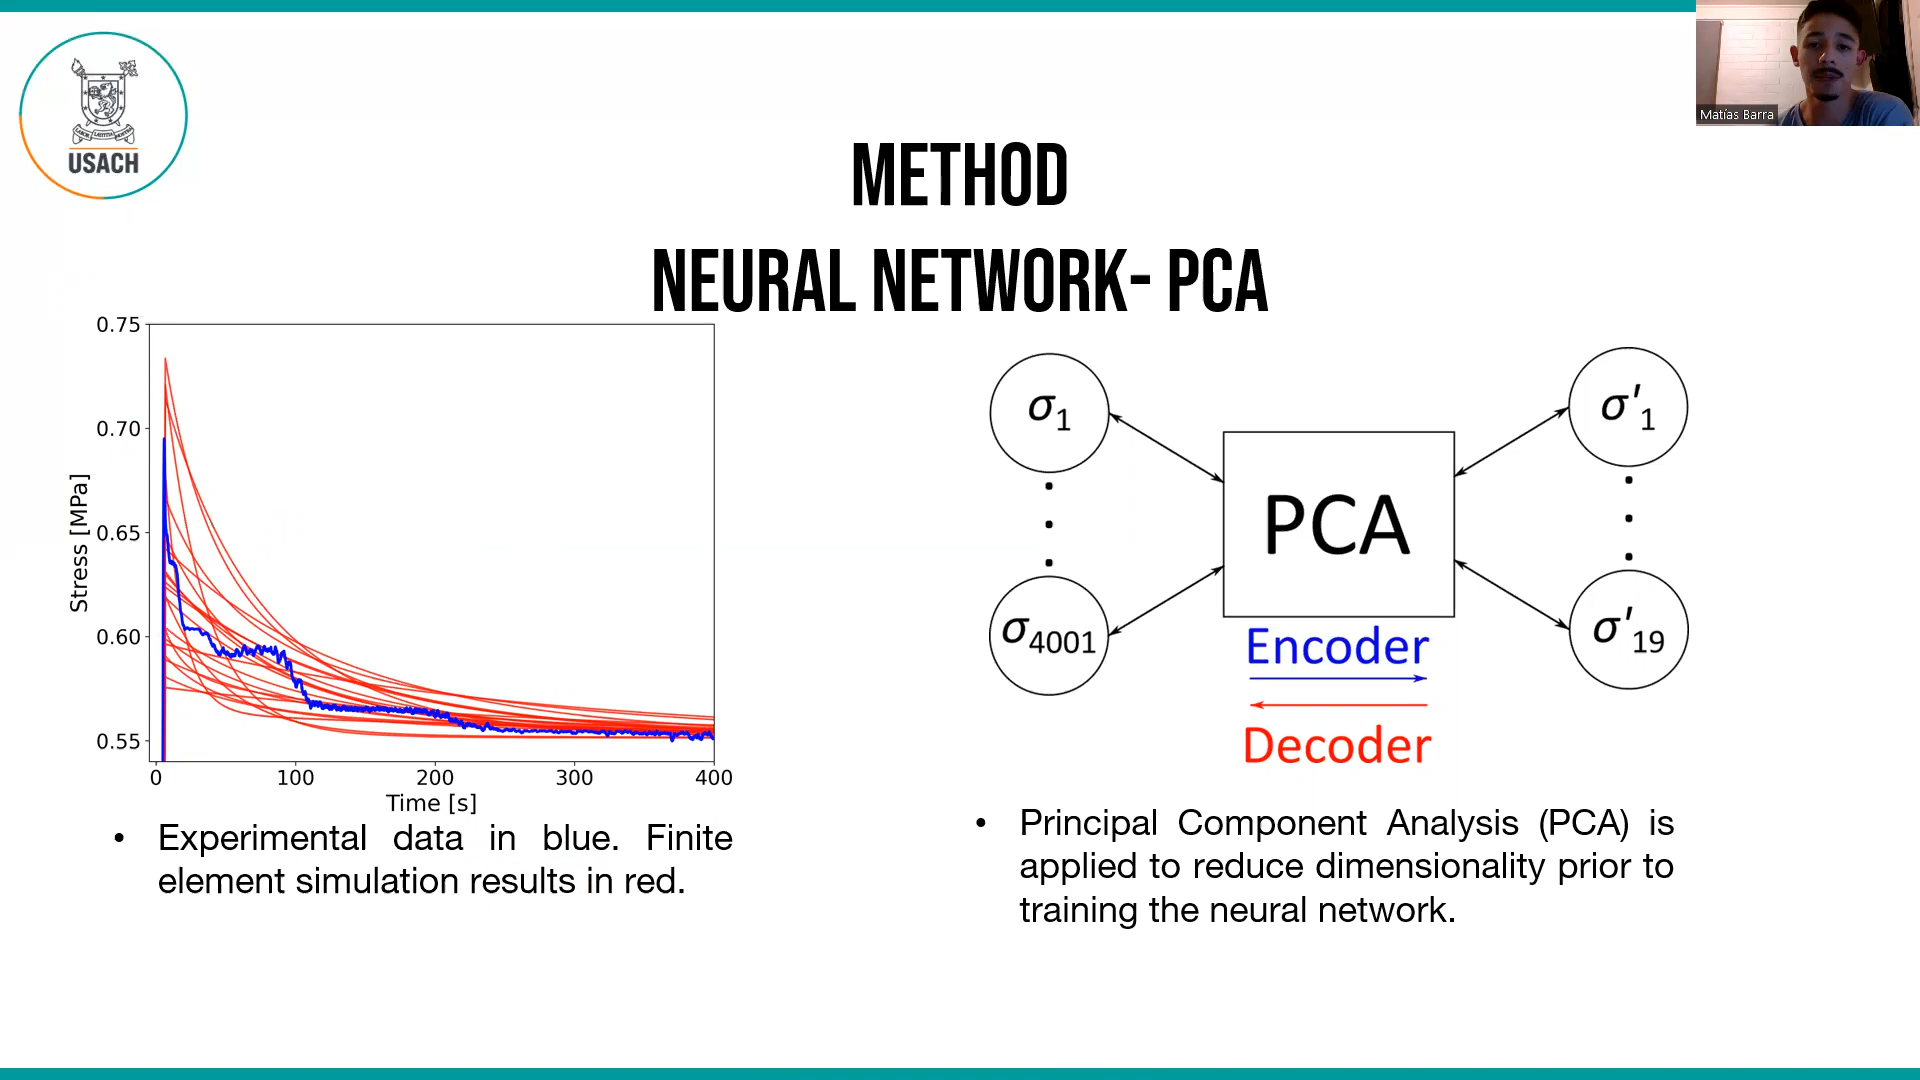 USACH
Matías Barra
METHOD
NEURAL NETWORK- PCA
0.75
0.70
0.65
0.60
0.55
Stress [MPa]
0 100 200 300 400
Time [s]
• Experimental data in blue. Finite
element simulation results in red.
σ1
σ4001
PCA
Encoder
Decoder
σ'1
σ'19
• Principal Component Analysis (PCA) is
applied to reduce dimensionality prior to
training the neural network.